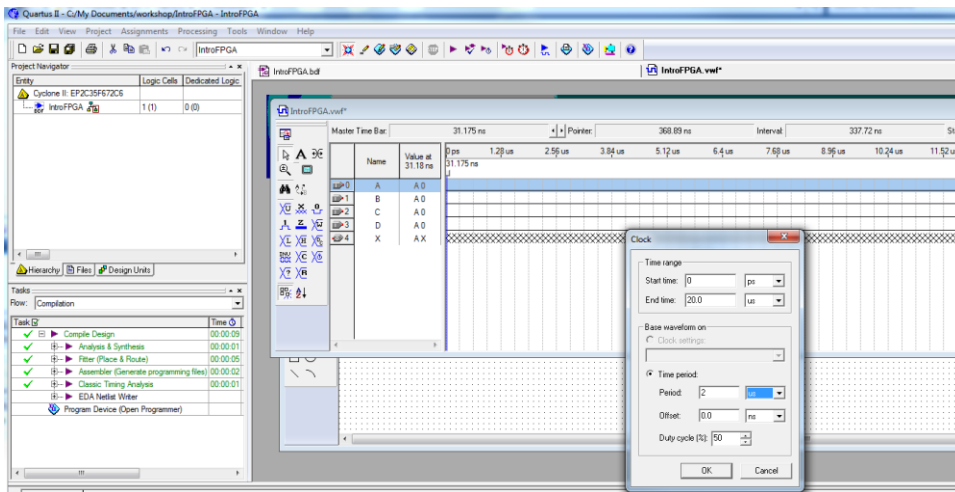 Quartus II - C:/My Documents/workshop/IntroFPGA - IntroFPGA
File Edit View Project Assignments Processing Tools Window Help
IntroFPGA
Project Navigator
Entity Logic Cells Dedicated Logic
Cyclone II: EP2C35F672C6
IntroFPGA 1 (1) 0 (0)
Hierarchy Files Design Units
Tasks
Flow: Compilation
Task Time
Compile Design 00:00:09
Analysis & Synthesis 00:00:01
Fitter (Place & Route) 00:00:05
Assembler (Generate programming files) 00:00:02
Classic Timing Analysis 00:00:01
EDA Netlist Writer
Program Device (Open Programmer)
IntroFPGA.bdf IntroFPGA.vwf*
IntroFPGA.vwf*
Master Time Bar: 31.175 ns Pointer: 368.89 ns Interval: 337.72 ns St
Name Value at 31.18 ns
0 ps 1.28 us 2.56 us 3.84 us 5.12 us 6.4 us 7.68 us 8.96 us 10.24 us 11.52 u
31.175 ns
0 A A 0
1 B A 0
2 C A 0
3 D A 0
4 X A X
Clock
Time range
Start time: 0 ps
End time: 20.0 us
Base waveform on
Clock settings:
Time period:
Period: 2 us
Offset: 0.0 ns
Duty cycle (%): 50
OK Cancel